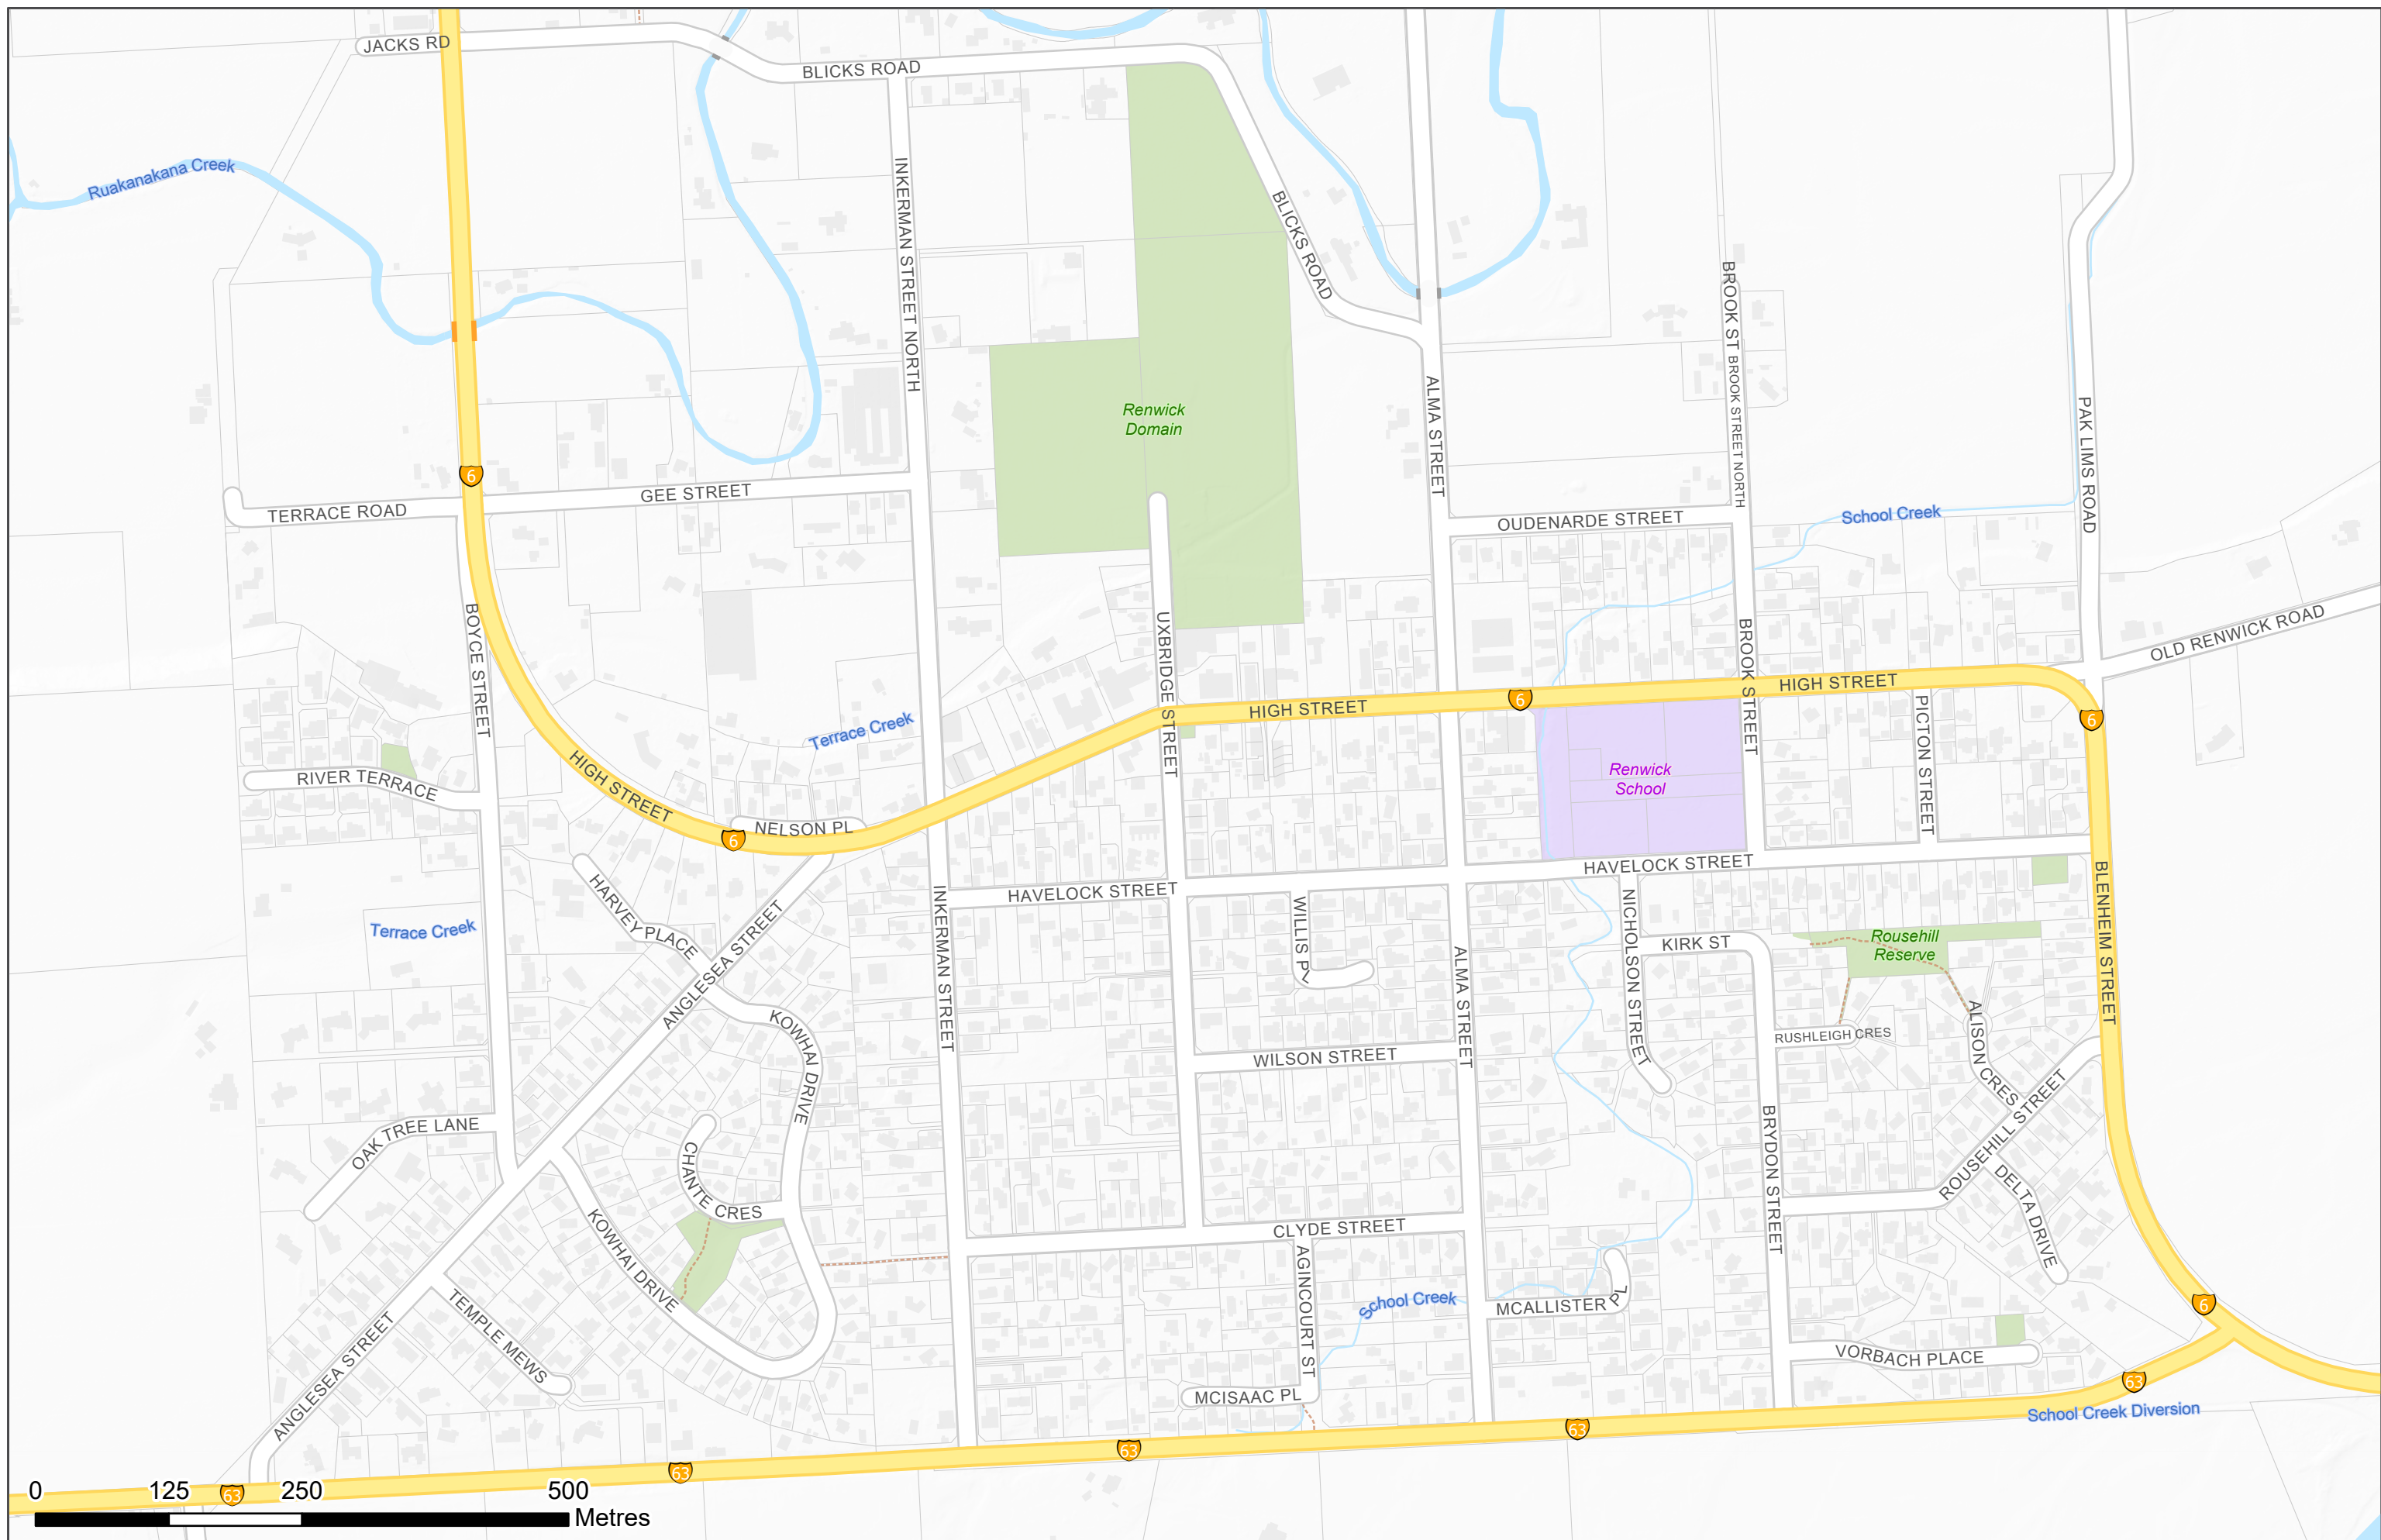 JACKS RD
BLICKS ROAD
Ruakanakana Creek
INKERMAN STREET NORTH
BLICKS ROAD
BROOK ST
BROOK STREET NORTH
ALMA STREET
PAK LIMS ROAD
Renwick
Domain
6
GEE STREET
TERRACE ROAD
OUDENARDE STREET
School Creek
BOYCE STREET
UXBRIDGE STREET
BROOK STREET
OLD RENWICK ROAD
HIGH STREET
6
HIGH STREET
6
PICTON STREET
Terrace Creek
RIVER TERRACE
HIGH STREET
Renwick
School
6
NELSON PL
HAVELOCK STREET
HAVELOCK STREET
HARVEY PLACE
INKERMAN STREET
WILLIS PL
NICHOLSON STREET
BLENHEIM STREET
Terrace Creek
ANGLESEA STREET
ALMA STREET
KIRK ST
Rousehill
Reserve
KOWHAI DRIVE
RUSHLEIGH CRES
ALISON CRES
WILSON STREET
OAK TREE LANE
CHANTE CRES
BRYDON STREET
ROUSEHILL STREET
DELTA DRIVE
KOWHAI DRIVE
CLYDE STREET
AGINCOURT ST
School Creek
MCALLISTER PL
6
TEMPLE MEWS
ANGLESEA STREET
VORBACH PLACE
MCISAAC PL
63
School Creek Diversion
63
63
63
63
0 125 250 500
Metres